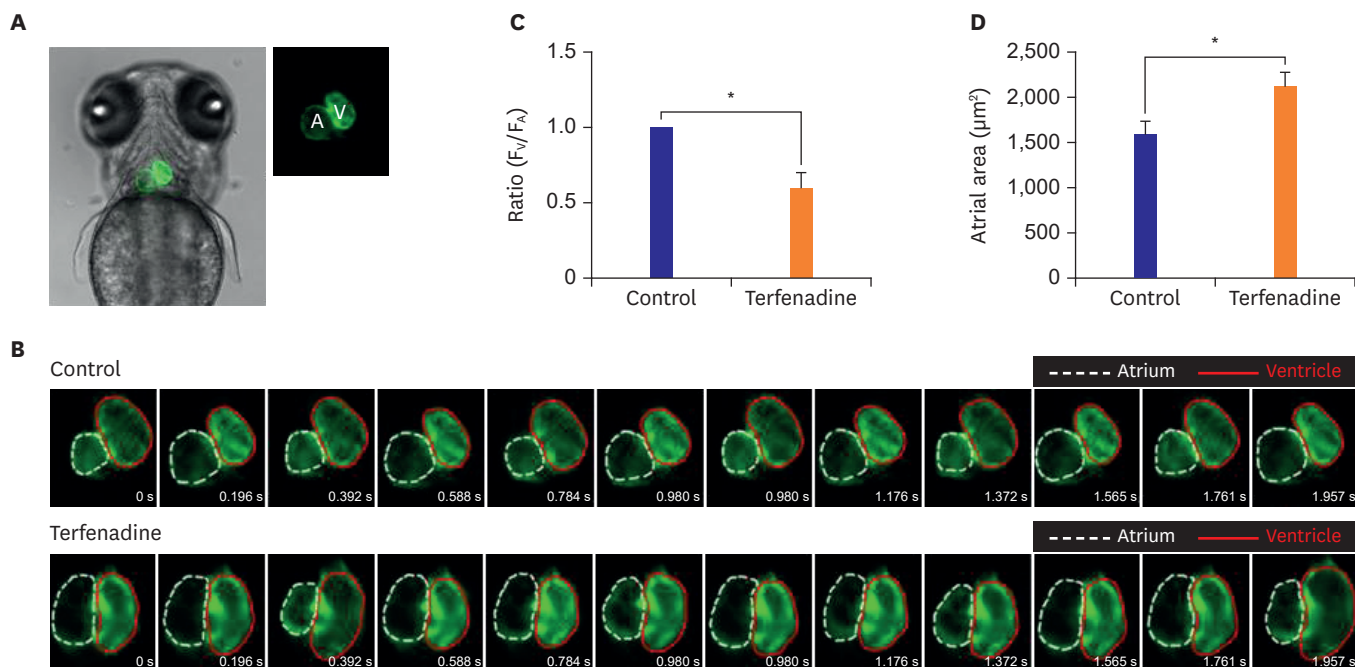 A
A V
C
1.5
1.0
0.5
0
Ratio (FV/FA)
*
Control Terfenadine
D
2,500
2,000
1,500
1,000
500
0
Atrial area (μm²)
*
Control Terfenadine
B
Control
Atrium Ventricle
0 s 0.196 s 0.392 s 0.588 s 0.784 s 0.980 s 0.980 s 1.176 s 1.372 s 1.565 s 1.761 s 1.957 s
Terfenadine
Atrium Ventricle
0 s 0.196 s 0.392 s 0.588 s 0.784 s 0.980 s 0.980 s 1.176 s 1.372 s 1.565 s 1.761 s 1.957 s